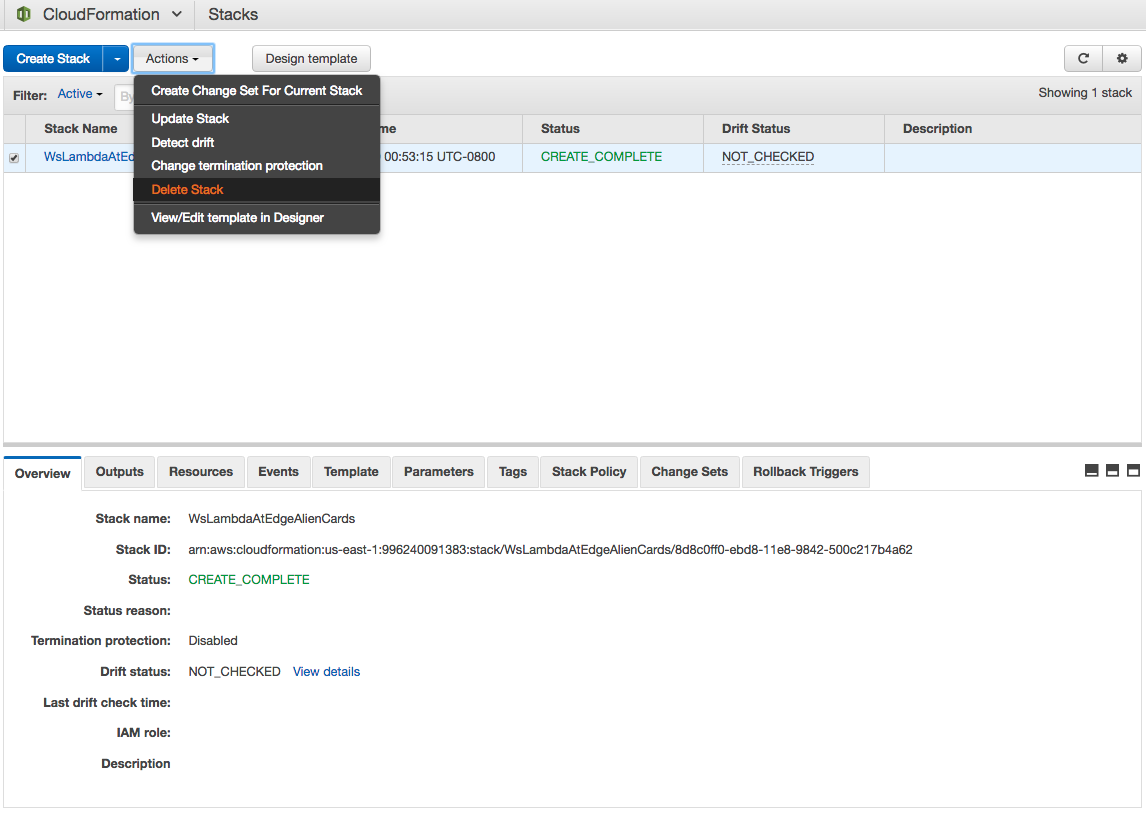 CloudFormation Stacks
Create Stack Actions Design template
Filter: Active By
Showing 1 stack
Create Change Set For Current Stack
Update Stack
Detect drift
Change termination protection
Delete Stack
View/Edit template in Designer
Stack Name me Status Drift Status Description
WsLambdaAtEd 00:53:15 UTC-0800 CREATE_COMPLETE NOT_CHECKED
Overview Outputs Resources Events Template Parameters Tags Stack Policy Change Sets Rollback Triggers
Stack name: WsLambdaAtEdgeAlienCards
Stack ID: arn:aws:cloudformation:us-east-1:996240091383:stack/WsLambdaAtEdgeAlienCards/8d8c0ff0-ebd8-11e8-9842-500c217b4a62
Status: CREATE_COMPLETE
Status reason:
Termination protection: Disabled
Drift status: NOT_CHECKED View details
Last drift check time:
IAM role:
Description